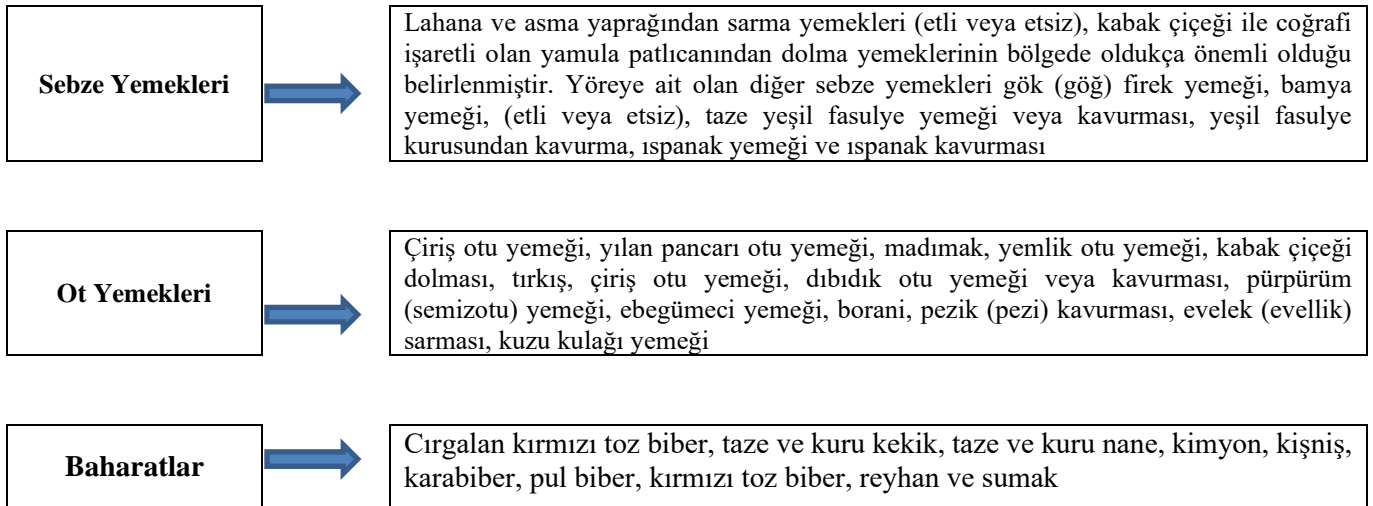 Sebze Yemekleri
Lahana ve asma yaprağından sarma yemekleri (etli veya etsiz), kabak çiçeği ile coğrafi
işaretli olan yamula patlıcanından dolma yemeklerinin bölgede oldukça önemli olduğu
belirlenmiştir. Yöreye ait olan diğer sebze yemekleri gök (göğ) firek yemeği, bamya
yemeği, (etli veya etsiz), taze yeşil fasulye yemeği veya kavurması, yeşil fasulye
kurusundan kavurma, ıspanak yemeği ve ıspanak kavurması
Ot Yemekleri
Çiriş otu yemeği, yılan pancarı otu yemeği, madımak, yemlik otu yemeği, kabak çiçeği
dolması, tırkış, çiriş otu yemeği, dıbıdık otu yemeği veya kavurması, pürpürüm
(semizotu) yemeği, ebegümeci yemeği, borani, pezik (pezi) kavurması, evelek (evellik)
sarması, kuzu kulağı yemeği
Baharatlar
Cırgalan kırmızı toz biber, taze ve kuru kekik, taze ve kuru nane, kimyon, kişniş,
karabiber, pul biber, kırmızı toz biber, reyhan ve sumak